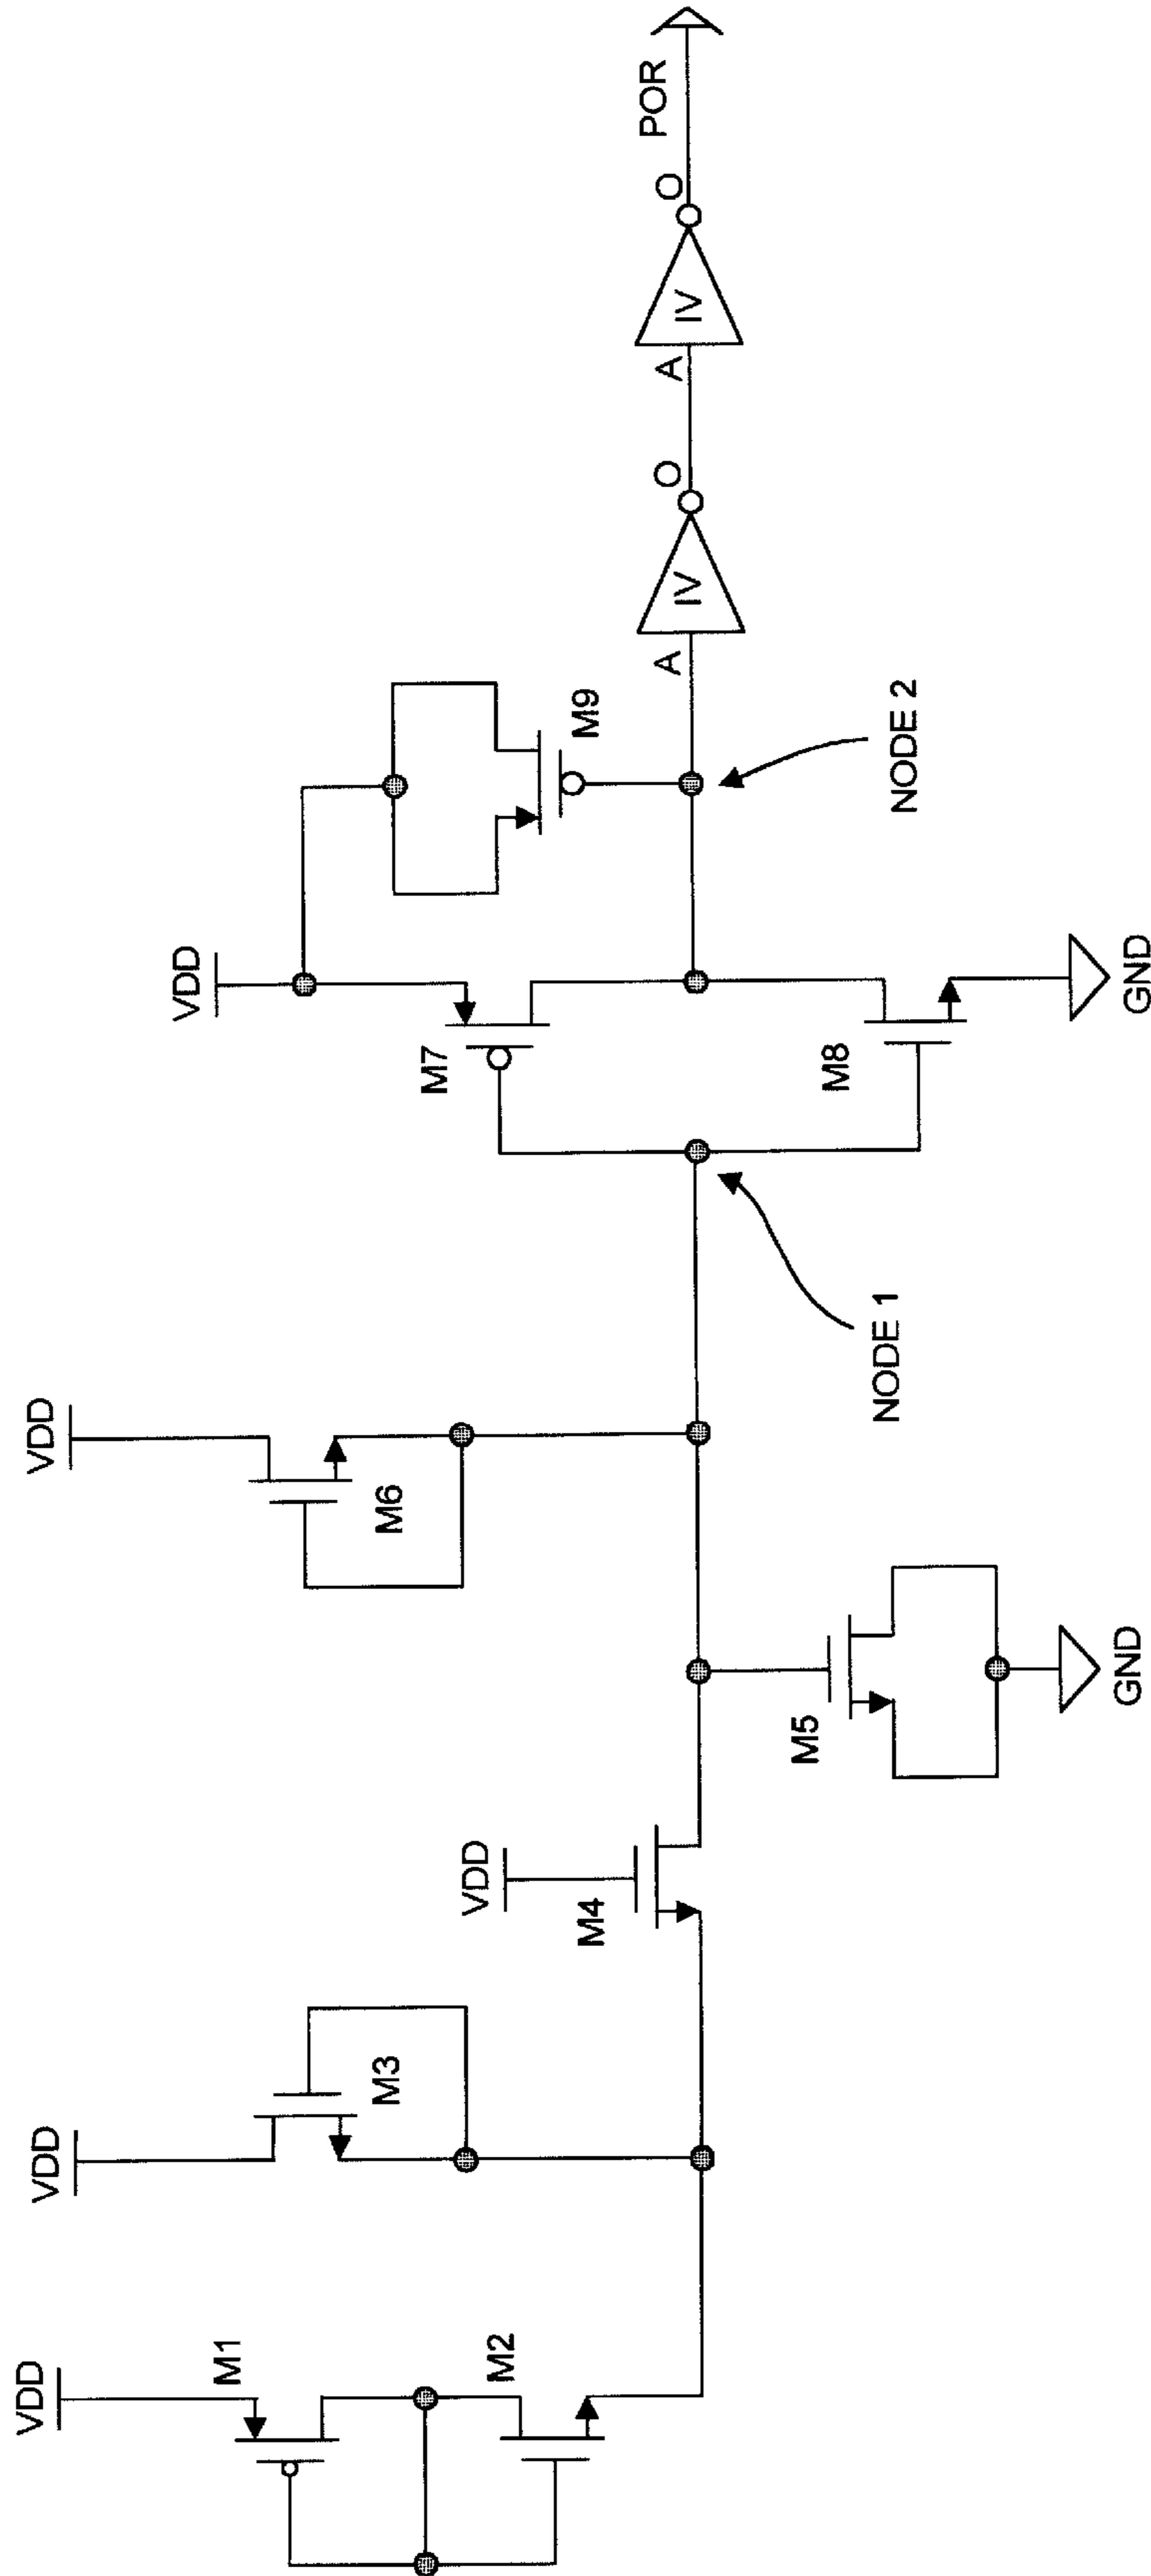 VDD
M1
M2
VDD
M3
VDD
M4
M5
GND
VDD
M6
NODE 1
VDD
M7
M8
GND
M9
NODE 2
A
IV
O
A
IV
O
POR